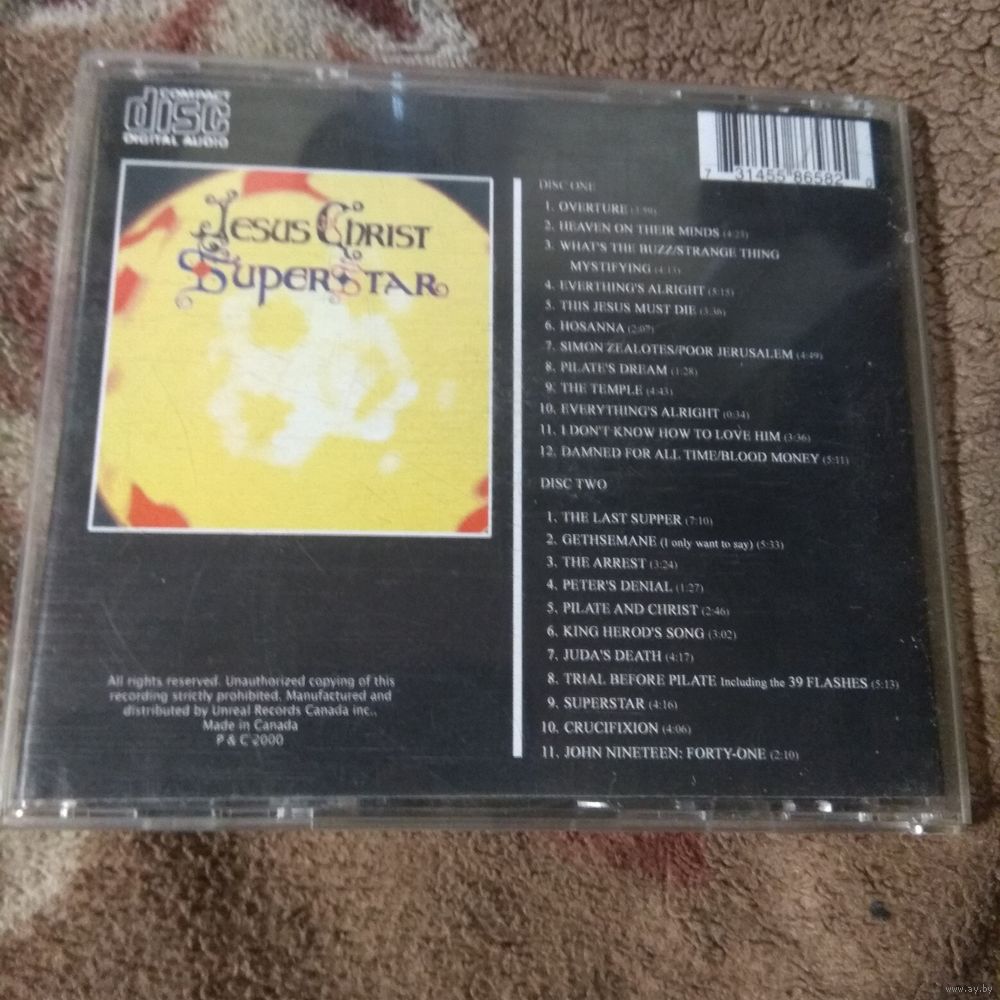 COMPACT
disc
DIGITAL AUDIO
7 31455 86582 0
JESUS CHRIST
SUPERSTAR
DISC ONE
1. OVERTURE (3:59)
2. HEAVEN ON THEIR MINDS (4:23)
3. WHAT'S THE BUZZ/STRANGE THING
MYSTIFYING (4:13)
4. EVERTHING'S ALRIGHT (5:15)
5. THIS JESUS MUST DIE (3:36)
6. HOSANNA (2:07)
7. SIMON ZEALOTES/POOR JERUSALEM (4:49)
8. PILATE'S DREAM (1:28)
9. THE TEMPLE (4:43)
10. EVERYTHING'S ALRIGHT (0:34)
11. I DON'T KNOW HOW TO LOVE HIM (3:36)
12. DAMNED FOR ALL TIME/BLOOD MONEY (5:11)
DISC TWO
1. THE LAST SUPPER (7:10)
2. GETHSEMANE (I only want to say) (5:33)
3. THE ARREST (3:24)
4. PETER'S DENIAL (1:27)
5. PILATE AND CHRIST (2:46)
6. KING HEROD'S SONG (3:02)
7. JUDA'S DEATH (4:17)
8. TRIAL BEFORE PILATE Including the 39 FLASHES (5:13)
9. SUPERSTAR (4:16)
10. CRUCIFIXION (4:06)
11. JOHN NINETEEN: FORTY-ONE (2:10)
All rights reserved. Unauthorized copying of this
recording strictly prohibited. Manufactured and
distributed by Unreal Records Canada inc..
Made in Canada
P & C 2000
www.ay.by